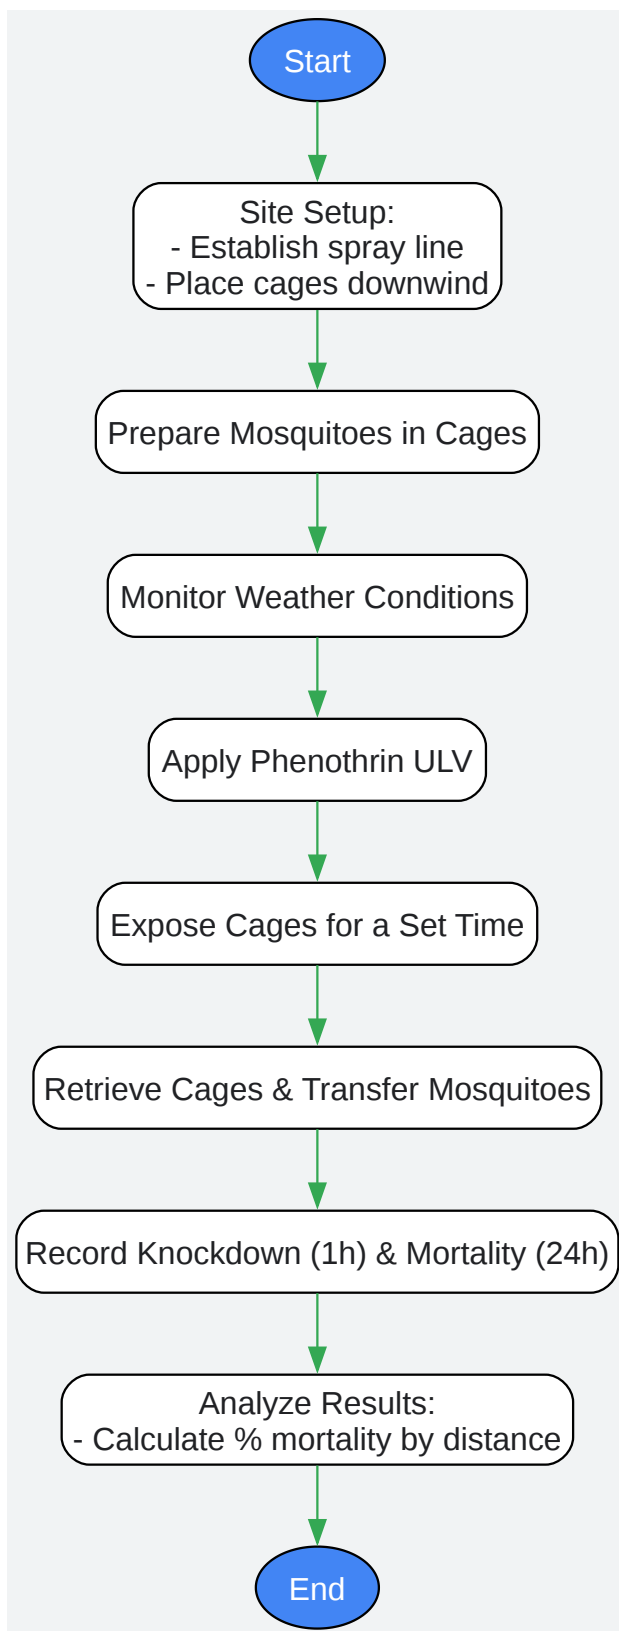 Start
Site Setup:
- Establish spray line
- Place cages downwind
Prepare Mosquitoes in Cages
Monitor Weather Conditions
Apply Phenothrin ULV
Expose Cages for a Set Time
Retrieve Cages & Transfer Mosquitoes
Record Knockdown (1h) & Mortality (24h)
Analyze Results:
- Calculate % mortality by distance
End